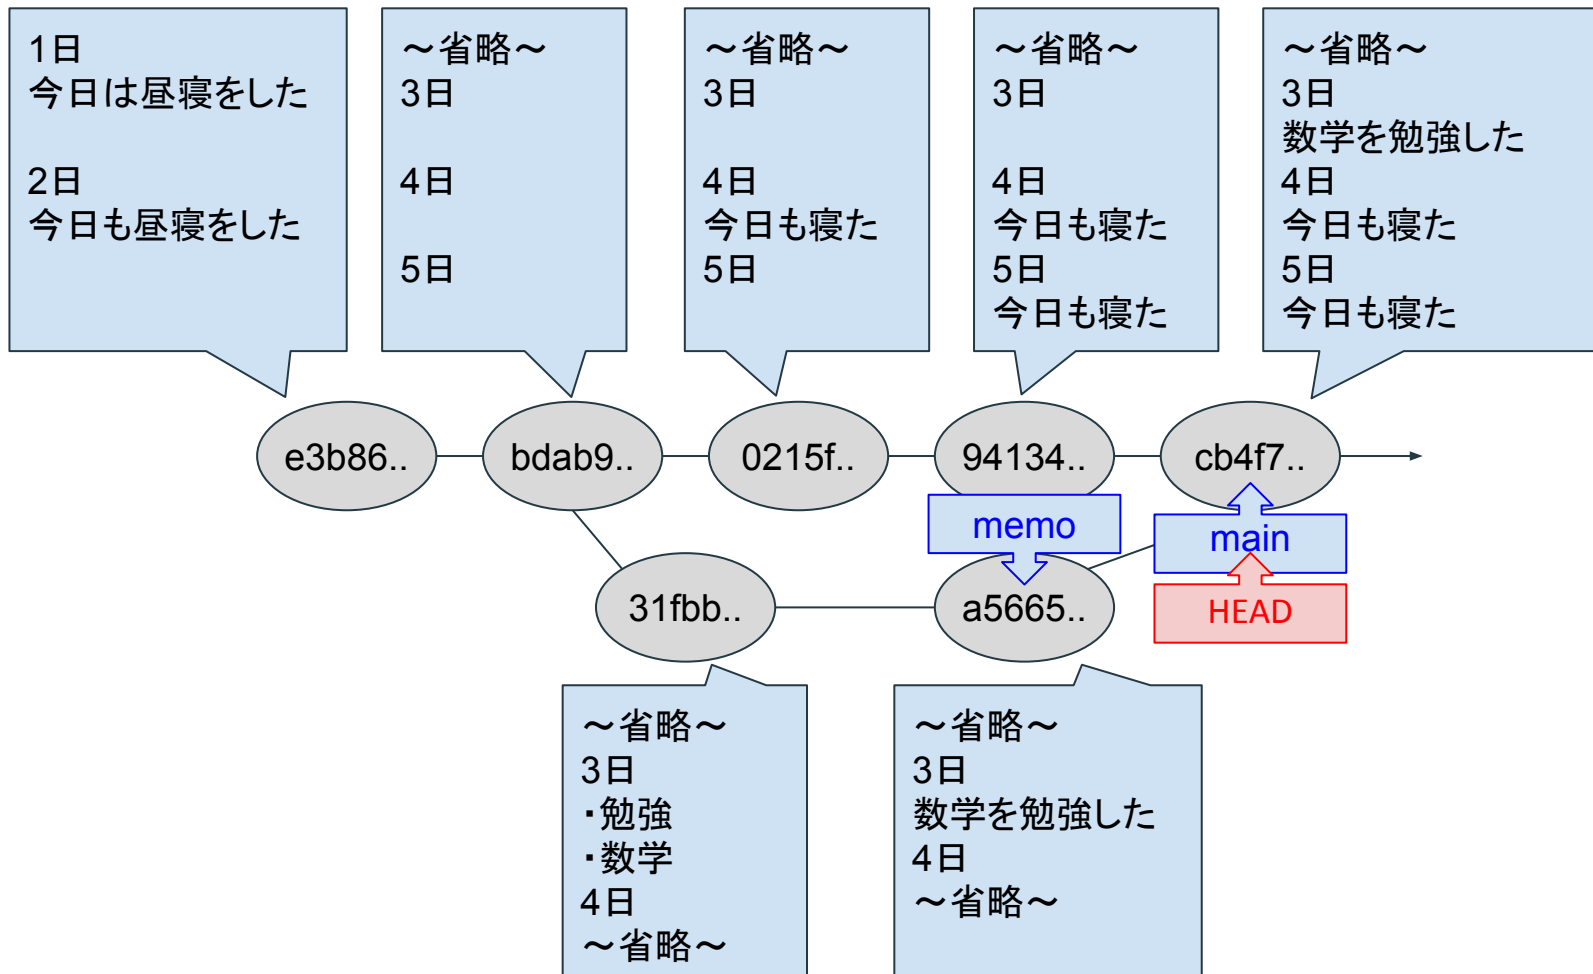 1日
今日は昼寝をした
2日
今日も昼寝をした
～省略～
3日
4日
5日
～省略～
3日
4日
今日も寝た
5日
～省略～
3日
4日
今日も寝た
5日
今日も寝た
～省略～
3日
数学を勉強した
4日
今日も寝た
5日
今日も寝た
e3b86..
bdab9..
0215f..
94134..
cb4f7..
memo
main
HEAD
31fbb..
a5665..
～省略～
3日
・勉強
・数学
4日
～省略～
～省略～
3日
数学を勉強した
4日
～省略～